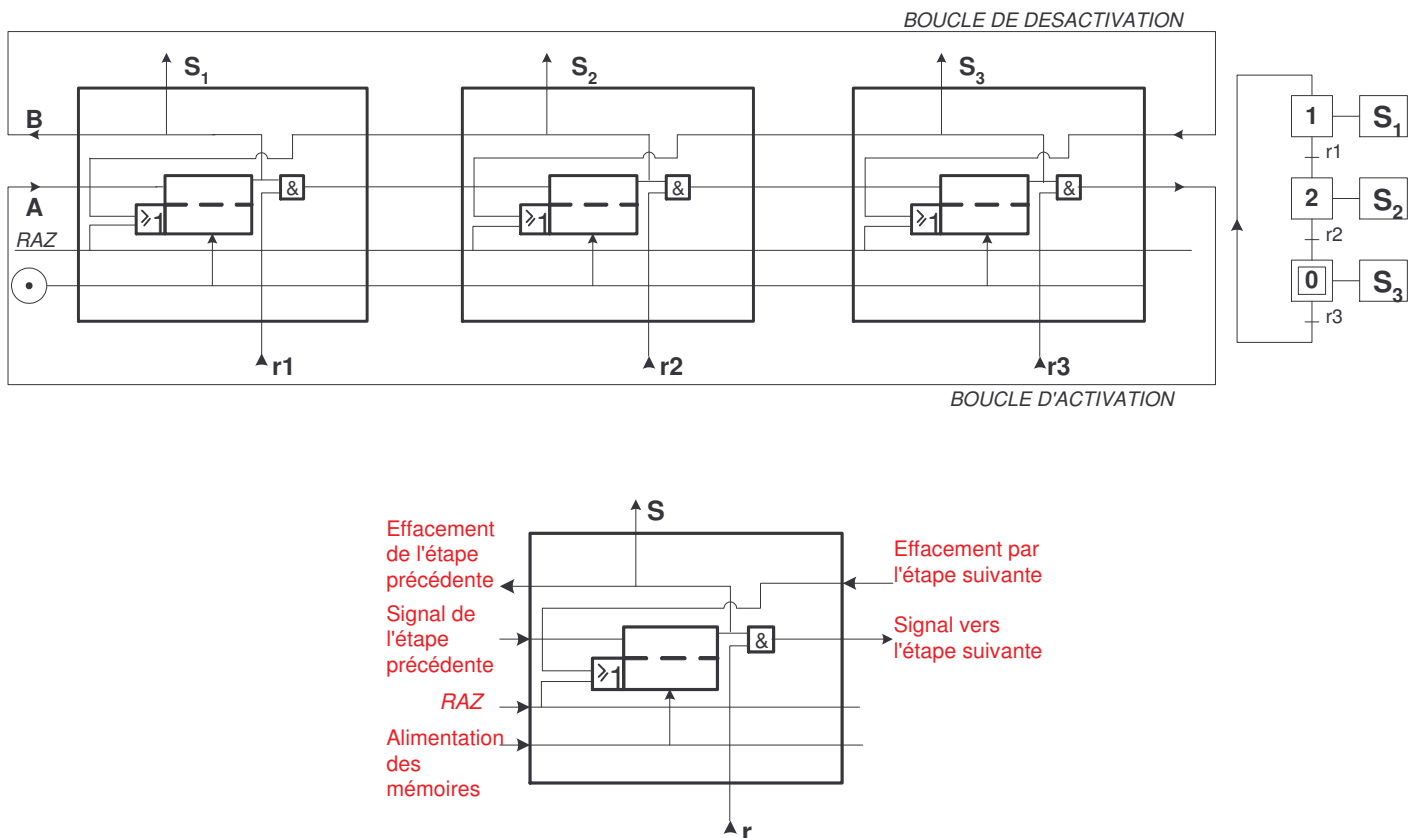 BOUCLE DE DESACTIVATION
S1
S2
S3
B
A
&
&
&
≥1
≥1
≥1
RAZ
r1
r2
r3
BOUCLE D'ACTIVATION
1
S1
r1
2
S2
r2
0
S3
r3
S
Effacement
de l'étape
précédente
Effacement par
l'étape suivante
Signal de
l'étape
précédente
&
Signal vers
l'étape suivante
≥1
RAZ
Alimentation
des
mémoires
r